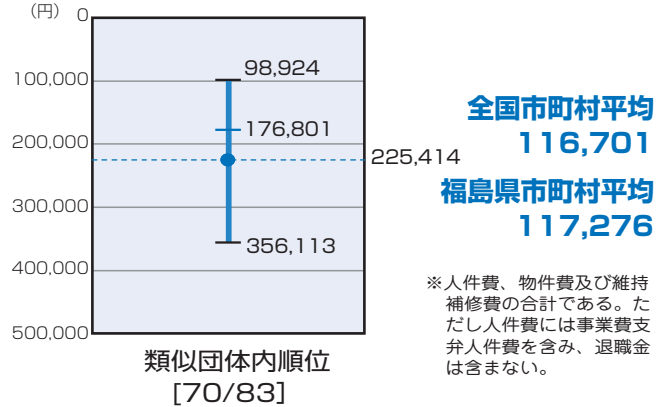 （円）
0
100,000
200,000
300,000
400,000
500,000
98,924
176,801
225,414
356,113
類似団体内順位
[70/83]
全国市町村平均
116,701
福島県市町村平均
117,276
※人件費、物件費及び維持
補修費の合計である。た
だし人件費には事業費支
弁人件費を含み、退職金
は含まない。